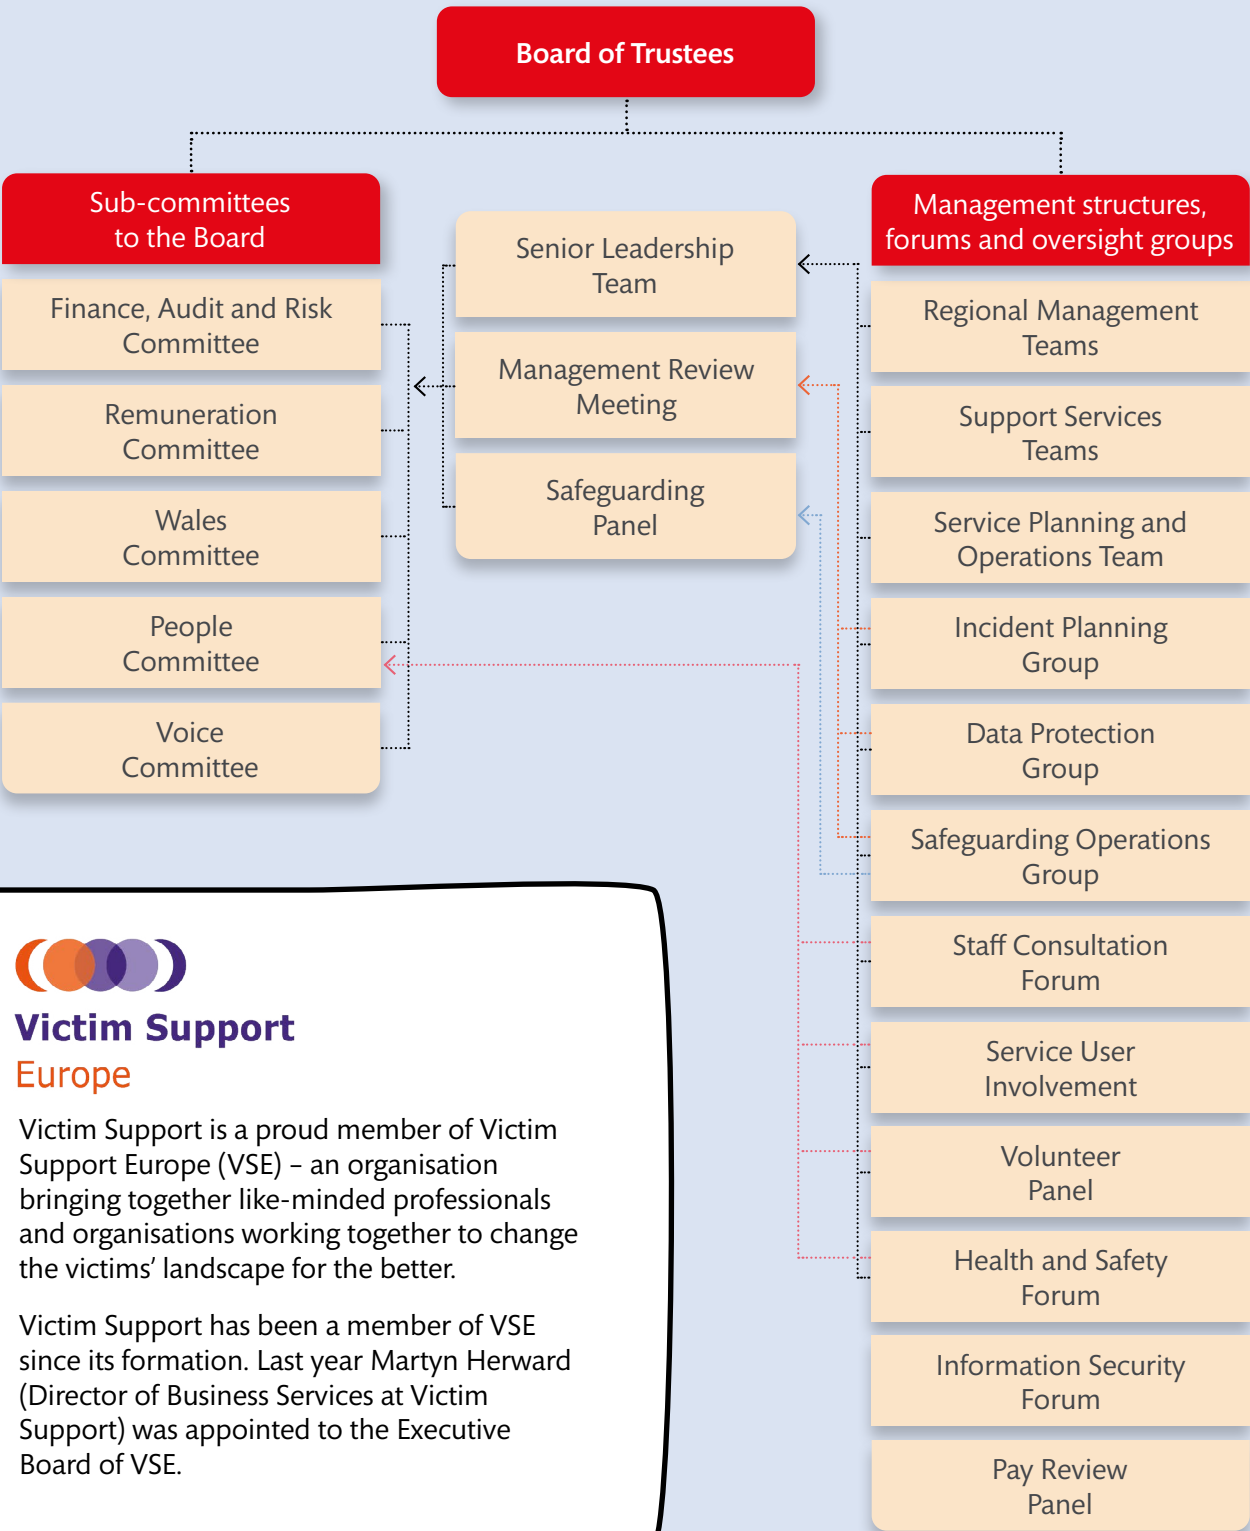 Board of Trustees
Sub-committees
to the Board
Finance, Audit and Risk
Committee
Remuneration
Committee
Wales
Committee
People
Committee
Voice
Committee
Senior Leadership
Team
Management Review
Meeting
Safeguarding
Panel
Management structures,
forums and oversight groups
Regional Management
Teams
Support Services
Teams
Service Planning and
Operations Team
Incident Planning
Group
Data Protection
Group
Safeguarding Operations
Group
Staff Consultation
Forum
Service User
Involvement
Volunteer
Panel
Health and Safety
Forum
Information Security
Forum
Pay Review
Panel
Victim Support
Europe
Victim Support is a proud member of Victim
Support Europe (VSE) – an organisation
bringing together like-minded professionals
and organisations working together to change
the victims’ landscape for the better.
Victim Support has been a member of VSE
since its formation. Last year Martyn Herward
(Director of Business Services at Victim
Support) was appointed to the Executive
Board of VSE.